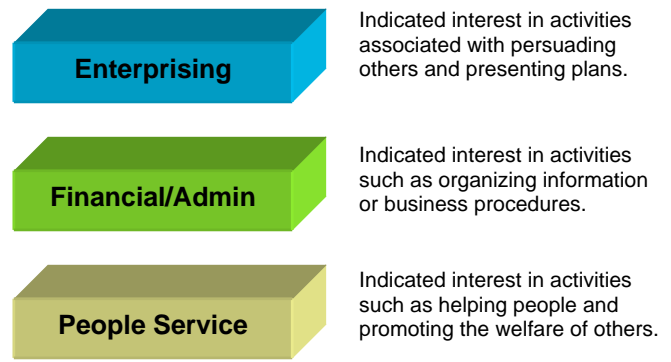 Enterprising
Indicated interest in activities
associated with persuading
others and presenting plans.
Financial/Admin
Indicated interest in activities
such as organizing information
or business procedures.
People Service
Indicated interest in activities
such as helping people and
promoting the welfare of others.